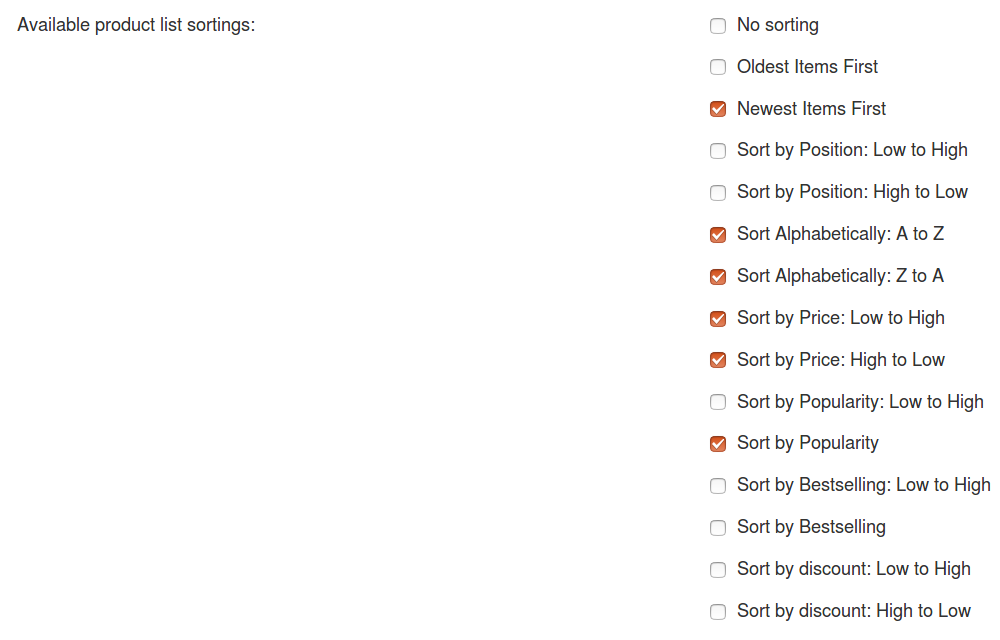 Available product list sortings:
No sorting
Oldest Items First
Newest Items First
Sort by Position: Low to High
Sort by Position: High to Low
Sort Alphabetically: A to Z
Sort Alphabetically: Z to A
Sort by Price: Low to High
Sort by Price: High to Low
Sort by Popularity: Low to High
Sort by Popularity
Sort by Bestselling: Low to High
Sort by Bestselling
Sort by discount: Low to High
Sort by discount: High to Low